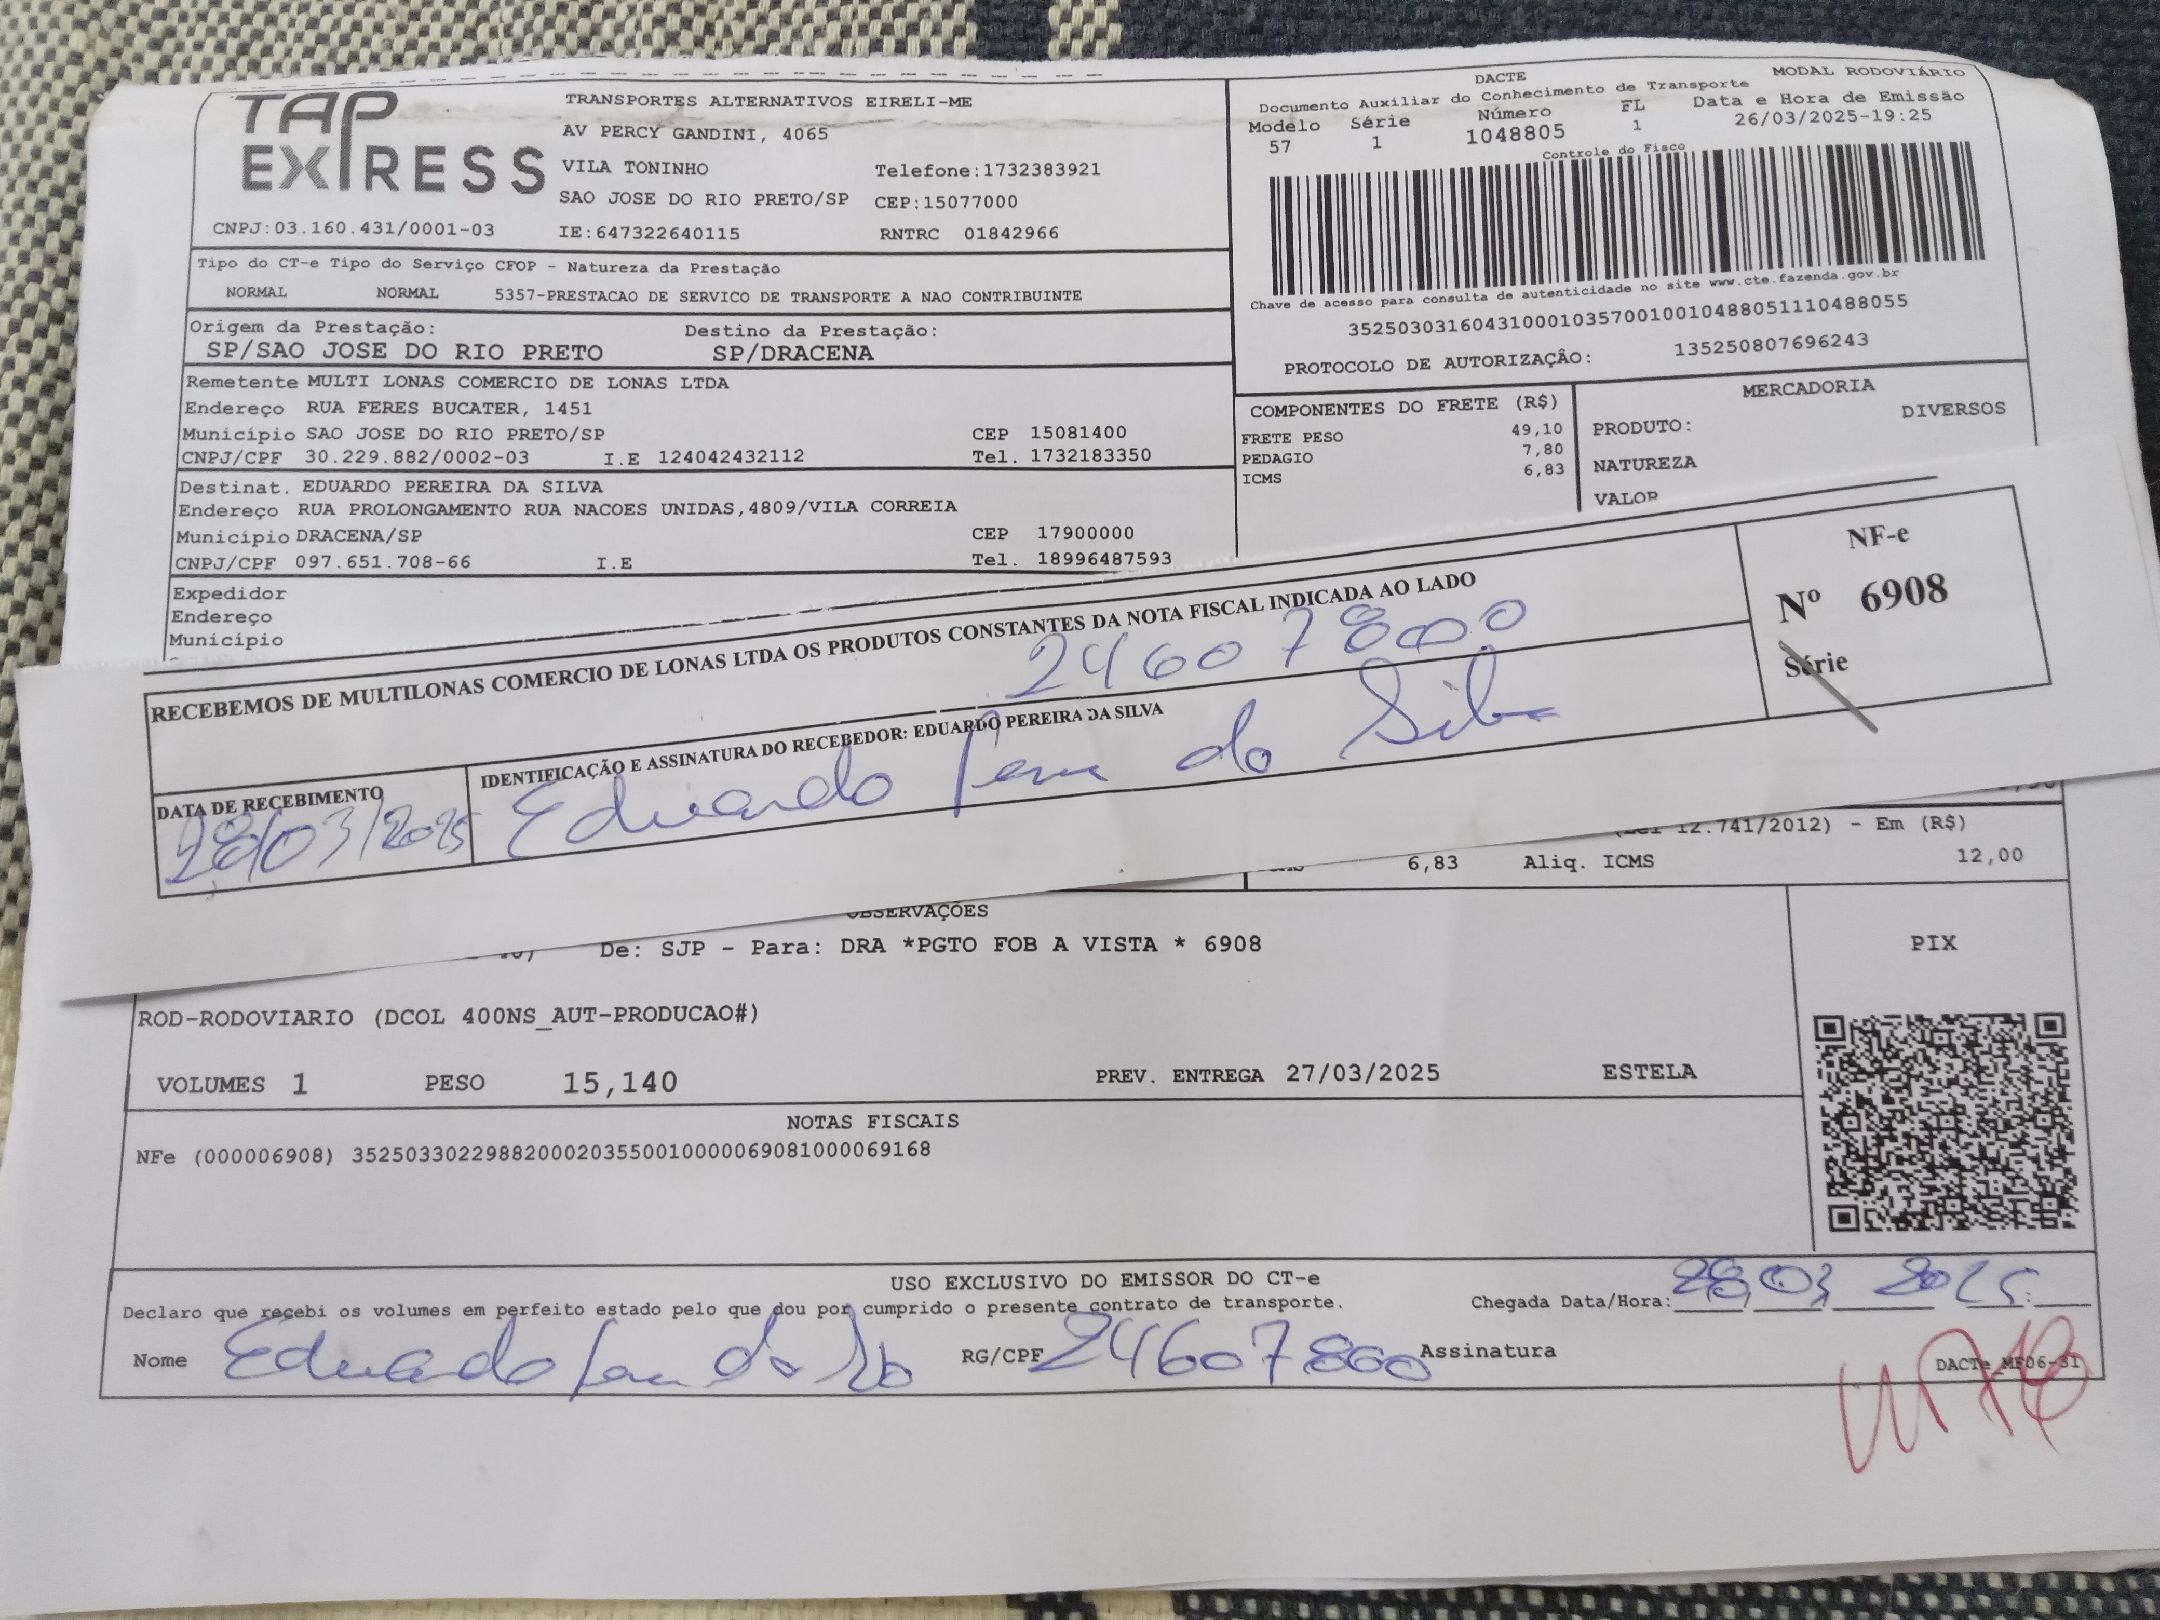 TAP EXPRESS
TRANSPORTES ALTERNATIVOS EIRELI-ME
AV PERCY GANDINI, 4065
VILA TONINHO Telefone:1732383921
SAO JOSE DO RIO PRETO/SP CEP:15077000
CNPJ:03.160.431/0001-03 IE:647322640115 RNTRC 01842966
DACTE MODAL RODOVIÁRIO
Documento Auxiliar do Conhecimento de Transporte
Modelo Série Número FL Data e Hora de Emissão
57 1 1048805 1 26/03/2025-19:25
Controle do Fisco
Chave de acesso para consulta de autenticidade no site www.cte.fazenda.gov.br
35250303160431000103570010010488051110488055
PROTOCOLO DE AUTORIZAÇÃO: 135250807696243
Tipo do CT-e Tipo do Serviço CFOP - Natureza da Prestação
NORMAL NORMAL 5357-PRESTACAO DE SERVICO DE TRANSPORTE A NAO CONTRIBUINTE
Origem da Prestação: Destino da Prestação:
SP/SAO JOSE DO RIO PRETO SP/DRACENA
Remetente MULTI LONAS COMERCIO DE LONAS LTDA
Endereço RUA FERES BUCATER, 1451
Município SAO JOSE DO RIO PRETO/SP CEP 15081400
CNPJ/CPF 30.229.882/0002-03 I.E 124042432112 Tel. 1732183350
Destinat. EDUARDO PEREIRA DA SILVA
Endereço RUA PROLONGAMENTO RUA NACOES UNIDAS,4809/VILA CORREIA
Município DRACENA/SP CEP 17900000
CNPJ/CPF 097.651.708-66 I.E Tel. 18996487593
Expedidor
Endereço
Município
COMPONENTES DO FRETE (R$)
FRETE PESO 49,10
PEDAGIO 7,80
ICMS 6,83
MERCADORIA
PRODUTO: DIVERSOS
NATUREZA
VALOR
RECEBEMOS DE MULTILONAS COMERCIO DE LONAS LTDA OS PRODUTOS CONSTANTES DA NOTA FISCAL INDICADA AO LADO
24607800
NF-e
Nº 6908
Série
DATA DE RECEBIMENTO
28/03/2025
IDENTIFICAÇÃO E ASSINATURA DO RECEBEDOR: EDUARDO PEREIRA DA SILVA
Eduardo da Silva
12.741/2012) - Em (R$)
6,83 Aliq. ICMS 12,00
OBSERVAÇÕES
De: SJP - Para: DRA *PGTO FOB A VISTA * 6908
ROD-RODOVIARIO (DCOL 400NS_AUT-PRODUCAO#)
VOLUMES 1 PESO 15,140 PREV. ENTREGA 27/03/2025 ESTELA
PIX
NOTAS FISCAIS
NFe (000006908) 35250330229882000203550010000069081000069168
USO EXCLUSIVO DO EMISSOR DO CT-e
Declaro que recebi os volumes em perfeito estado pelo que dou por cumprido o presente contrato de transporte.
Chegada Data/Hora: 28 03 2025
Nome Eduardo RG/CPF 24607800 Assinatura
DACTe MF06-31